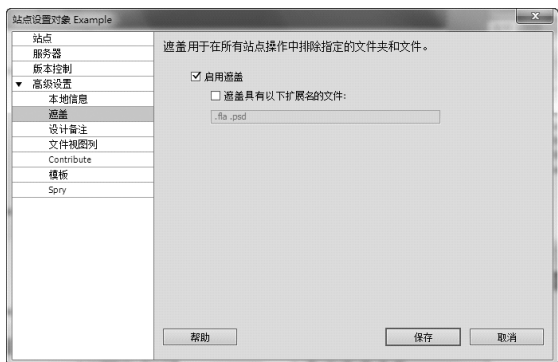 站点设置对象 Example
站点
服务器
版本控制
高级设置
本地信息
遮盖
设计备注
文件视图列
Contribute
模板
Spry
遮盖用于在所有站点操作中排除指定的文件夹和文件。
启用遮盖
遮盖具有以下扩展名的文件:
.fla .psd
帮助
保存
取消